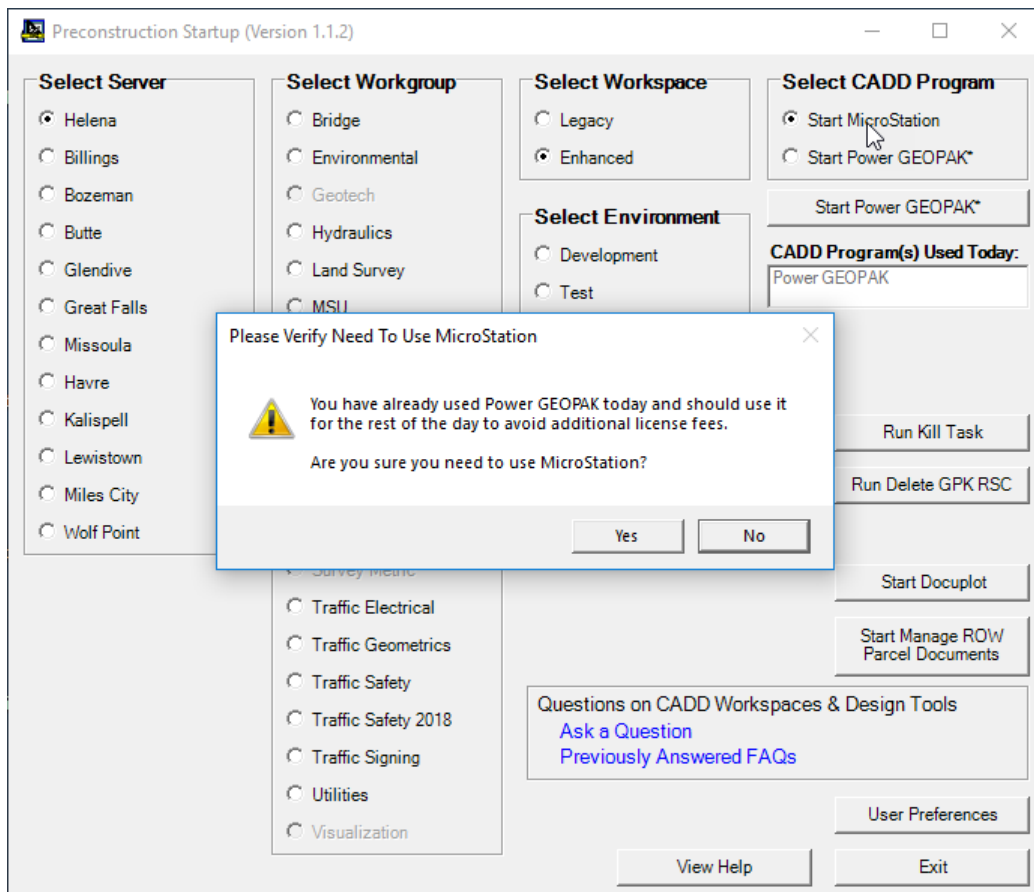 Preconstruction Startup (Version 1.1.2)
Select Server
Helena
Billings
Bozeman
Butte
Glendive
Great Falls
Missoula
Havre
Kalispell
Lewistown
Miles City
Wolf Point
Select Workgroup
Bridge
Environmental
Geotech
Hydraulics
Land Survey
MSU
Survey Metric
Traffic Electrical
Traffic Geometrics
Traffic Safety
Traffic Safety 2018
Traffic Signing
Utilities
Visualization
Select Workspace
Legacy
Enhanced
Select Environment
Development
Test
Select CADD Program
Start MicroStation
Start Power GEOPAK*
Start Power GEOPAK*
CADD Program(s) Used Today:
Power GEOPAK
Please Verify Need To Use MicroStation
You have already used Power GEOPAK today and should use it
for the rest of the day to avoid additional license fees.
Are you sure you need to use MicroStation?
Yes
No
Run Kill Task
Run Delete GPK RSC
Start Docuplot
Start Manage ROW
Parcel Documents
Questions on CADD Workspaces & Design Tools
Ask a Question
Previously Answered FAQs
User Preferences
View Help
Exit